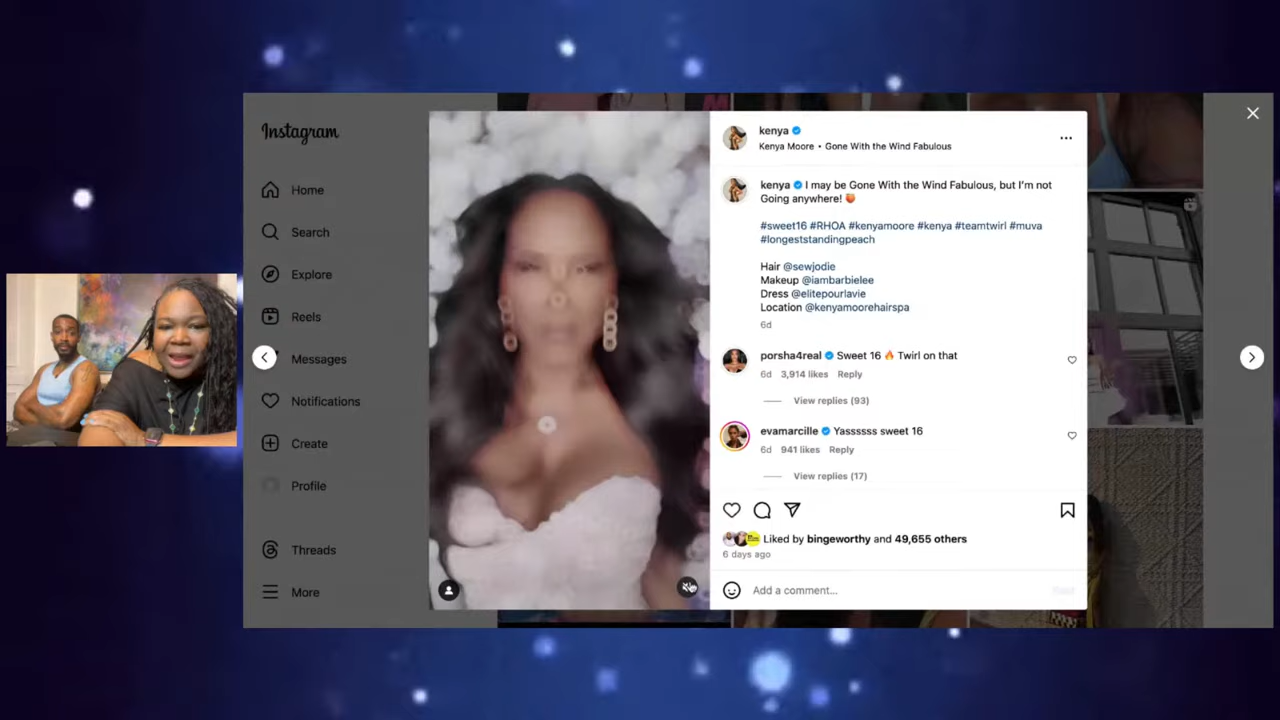 Instagram
Home
Search
Explore
Reels
Messages
Notifications
Create
Profile
Threads
More
kenya
Kenya Moore • Gone With the Wind Fabulous
kenya I may be Gone With the Wind Fabulous, but I'm not
Going anywhere! 🍑
#sweet16 #RHOA #kenyamoore #kenya #teamtwirl #muva
#longeststandingpeach
Hair @sewjodie
Makeup @iambarbielee
Dress @elitepourlavie
Location @kenyamoorehairspa
6d
porsha4real Sweet 16 🔥 Twirl on that
6d 3,914 likes Reply
View replies (93)
evamarcille Yassssss sweet 16
6d 941 likes Reply
View replies (17)
Liked by bingeworthy and 49,655 others
6 days ago
Add a comment...